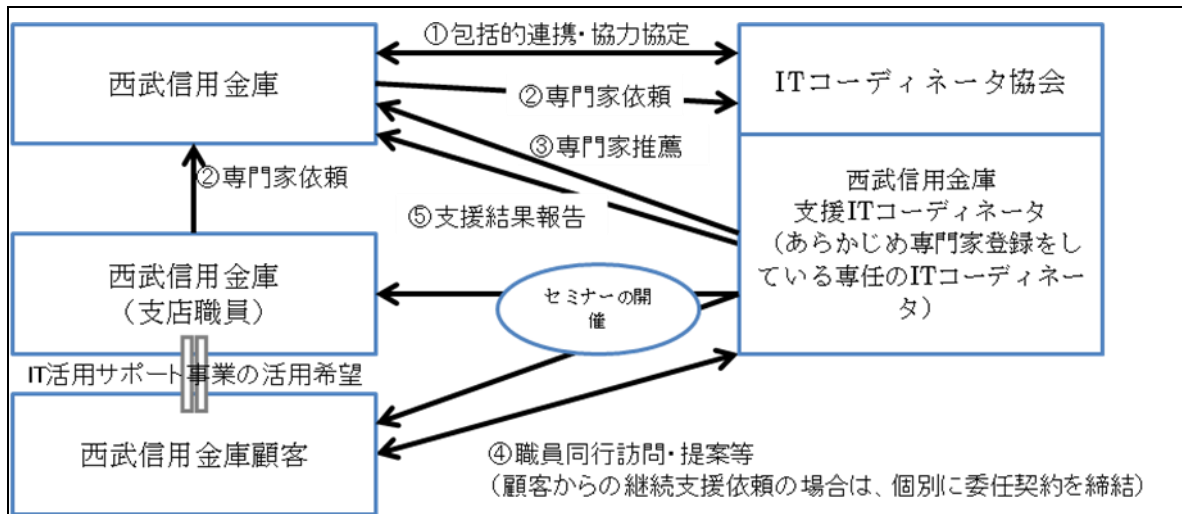 ①包括的連携・協力協定
西武信用金庫
ITコーディネータ協会
②専門家依頼
③専門家推薦
②専門家依頼
西武信用金庫
支援ITコーディネータ
（あらかじめ専門家登録をし
ている専任のITコーディネー
タ）
⑤支援結果報告
西武信用金庫
（支店職員）
セミナーの開
催
IT活用サポート事業の活用希望
西武信用金庫顧客
④職員同行訪問・提案等
（顧客からの継続支援依頼の場合は、個別に委任契約を締結）